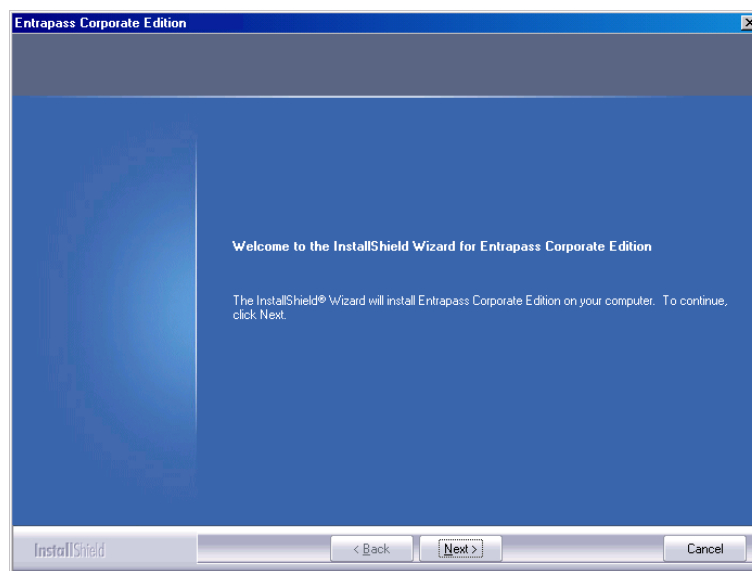 Entrapass Corporate Edition
Welcome to the InstallShield Wizard for Entrapass Corporate Edition
The InstallShield® Wizard will install Entrapass Corporate Edition on your computer. To continue,
click Next.
InstallShield
< Back
Next >
Cancel